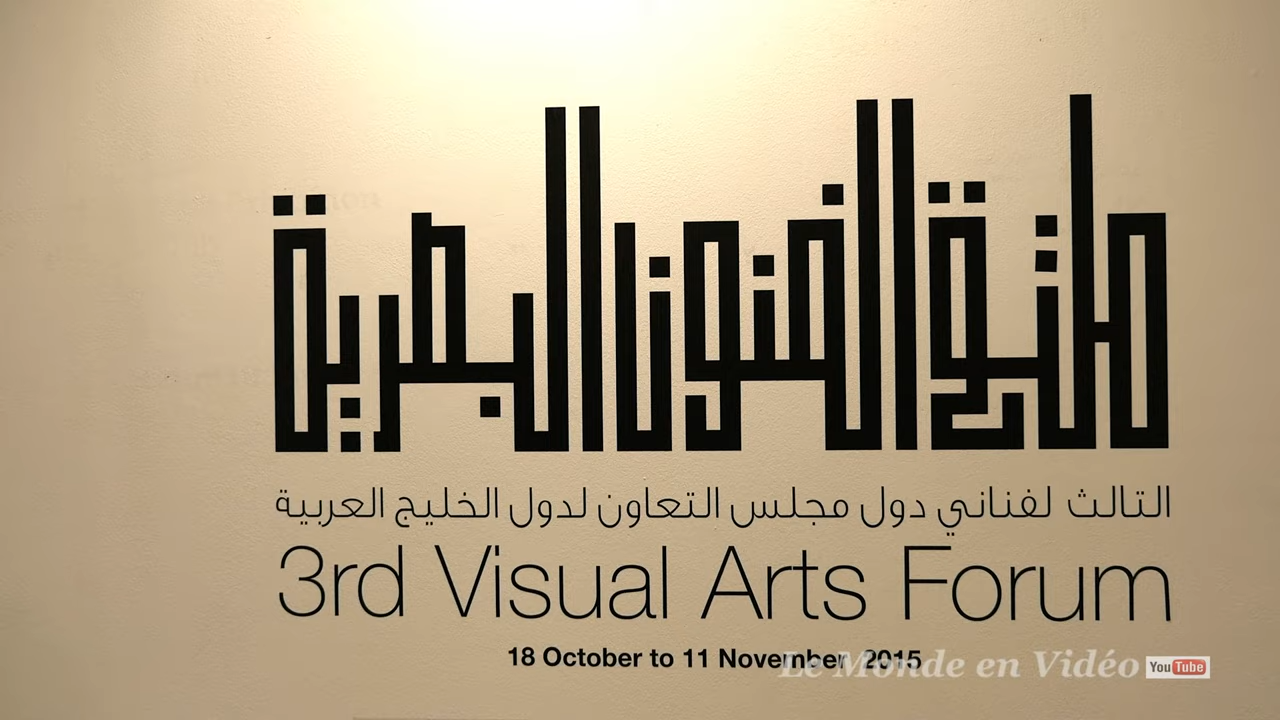 ملتقى الفنون البصرية
الثالث لفناني دول مجلس التعاون لدول الخليج العربية
3rd Visual Arts Forum
18 October to 11 November 2015
Le Monde en Vidéo YouTube